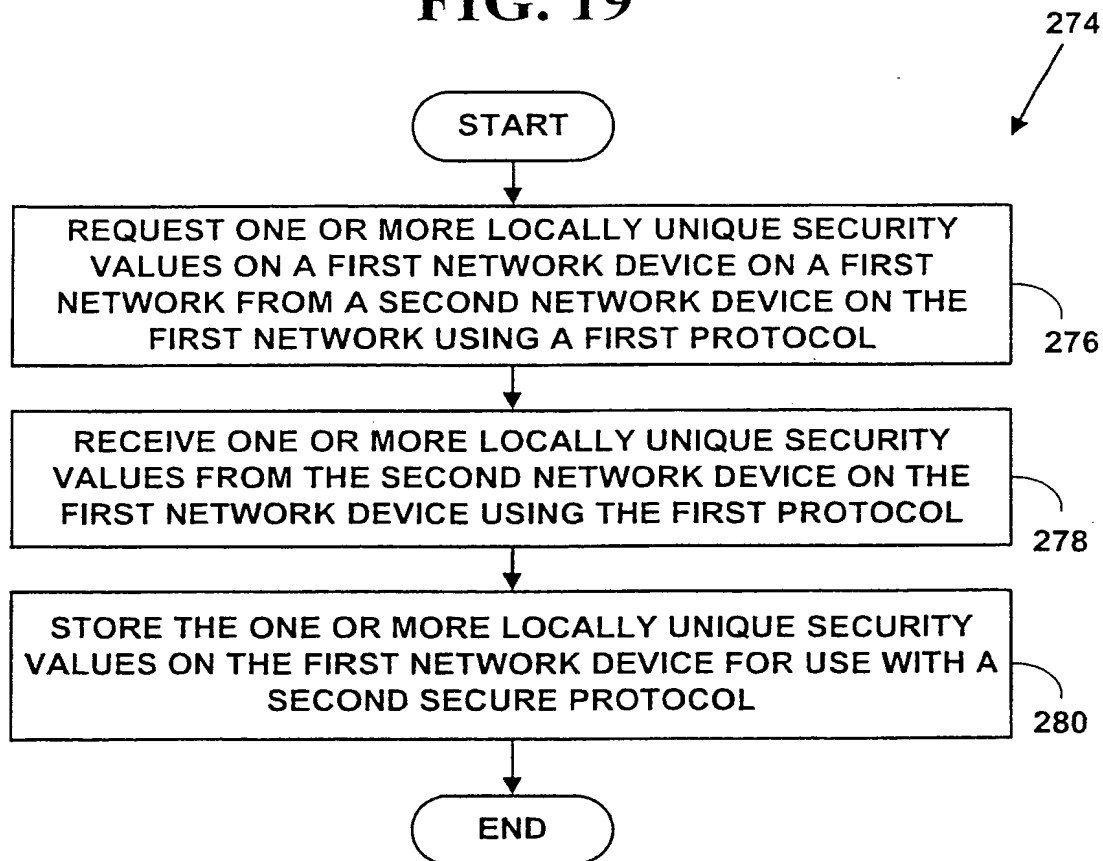 FIG. 19
274
START
REQUEST ONE OR MORE LOCALLY UNIQUE SECURITY
VALUES ON A FIRST NETWORK DEVICE ON A FIRST
NETWORK FROM A SECOND NETWORK DEVICE ON THE
FIRST NETWORK USING A FIRST PROTOCOL
276
RECEIVE ONE OR MORE LOCALLY UNIQUE SECURITY
VALUES FROM THE SECOND NETWORK DEVICE ON THE
FIRST NETWORK DEVICE USING THE FIRST PROTOCOL
278
STORE THE ONE OR MORE LOCALLY UNIQUE SECURITY
VALUES ON THE FIRST NETWORK DEVICE FOR USE WITH A
SECOND SECURE PROTOCOL
280
END